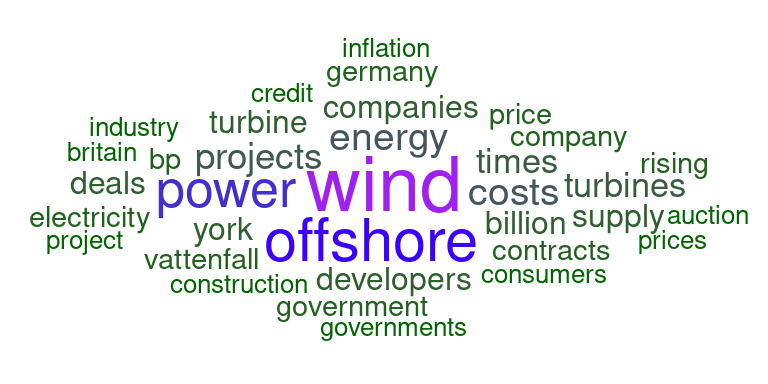 inflation
germany
credit
companies
price
industry
turbine
energy
company
britain
bp
projects
times
rising
deals
power
wind
costs
turbines
electricity
york
offshore
billion
supply
auction
project
vattenfall
contracts
prices
construction
developers
consumers
government
governments